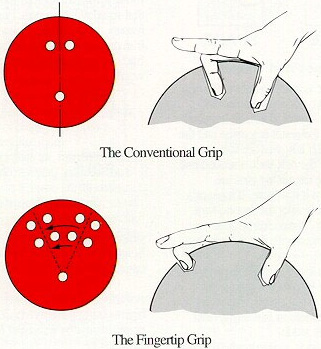 The Conventional Grip
The Fingertip Grip